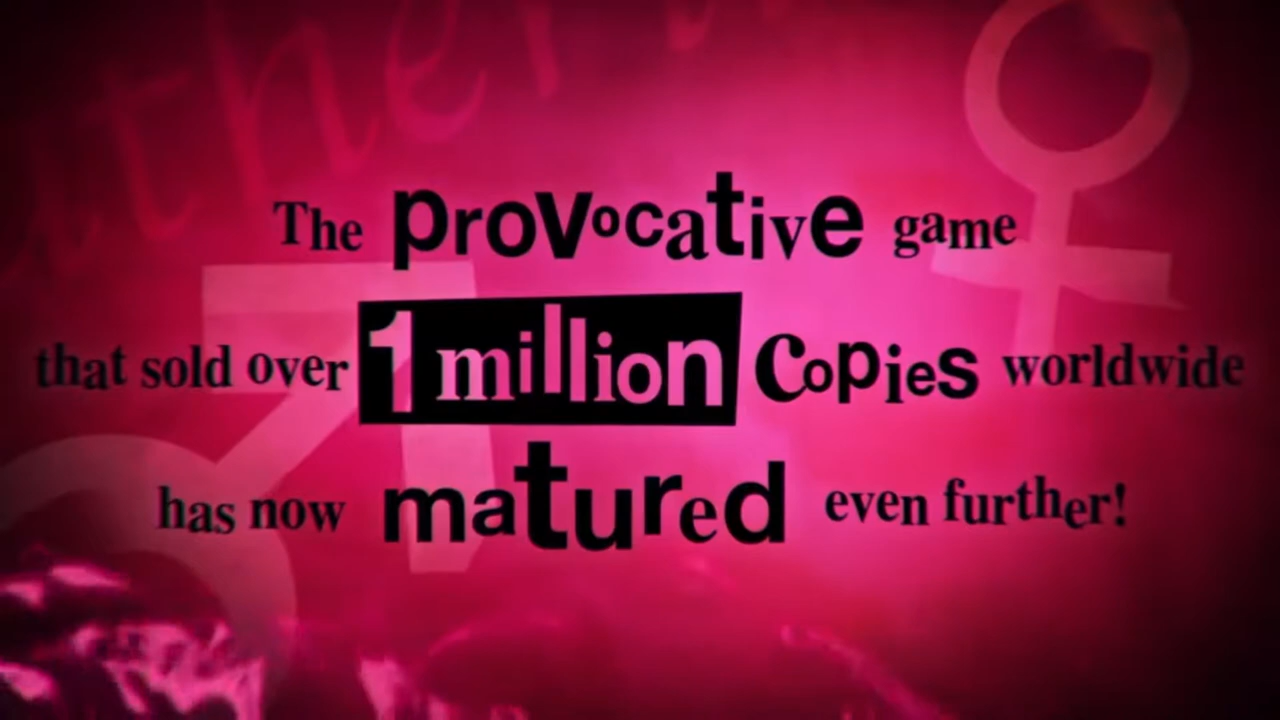 The provocative game
that sold over 1 million Copies worldwide
has now matured even further!